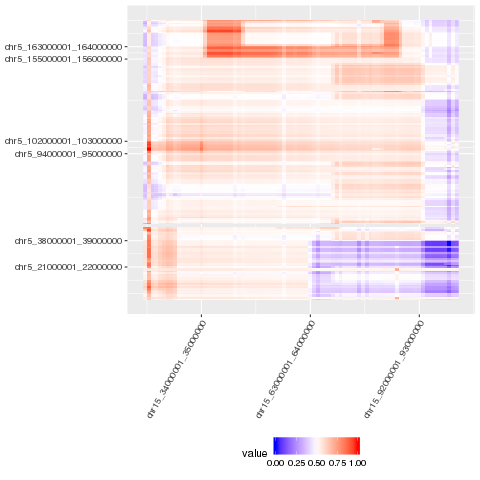 chr5_163000001_164000000
chr5_155000001_156000000
chr5_102000001_103000000
chr5_94000001_95000000
chr5_38000001_39000000
chr5_21000001_22000000
chr15_34000001_35000000
chr15_63000001_64000000
chr15_92000001_93000000
value
0.00 0.25 0.50 0.75 1.00